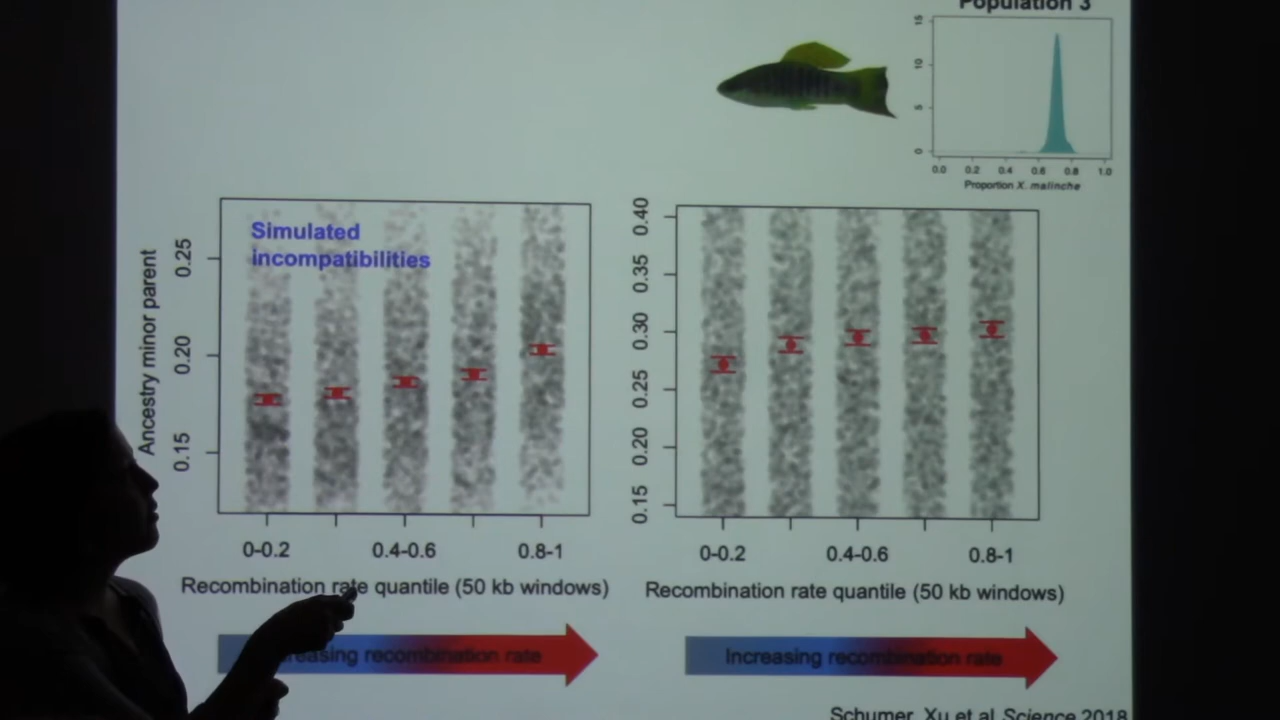 Population 3
15
10
5
0
0.0 0.2 0.4 0.6 0.8 1.0
Proportion X. malinche
Simulated
incompatibilities
Ancestry minor parent
0.25
0.20
0.15
0-0.2 0.4-0.6 0.8-1
Recombination rate quantile (50 kb windows)
reasing recombination rate
0.40
0.35
0.30
0.25
0.20
0.15
0-0.2 0.4-0.6 0.8-1
Recombination rate quantile (50 kb windows)
Increasing recombination rate
Schumer, Xu et al Science 2018